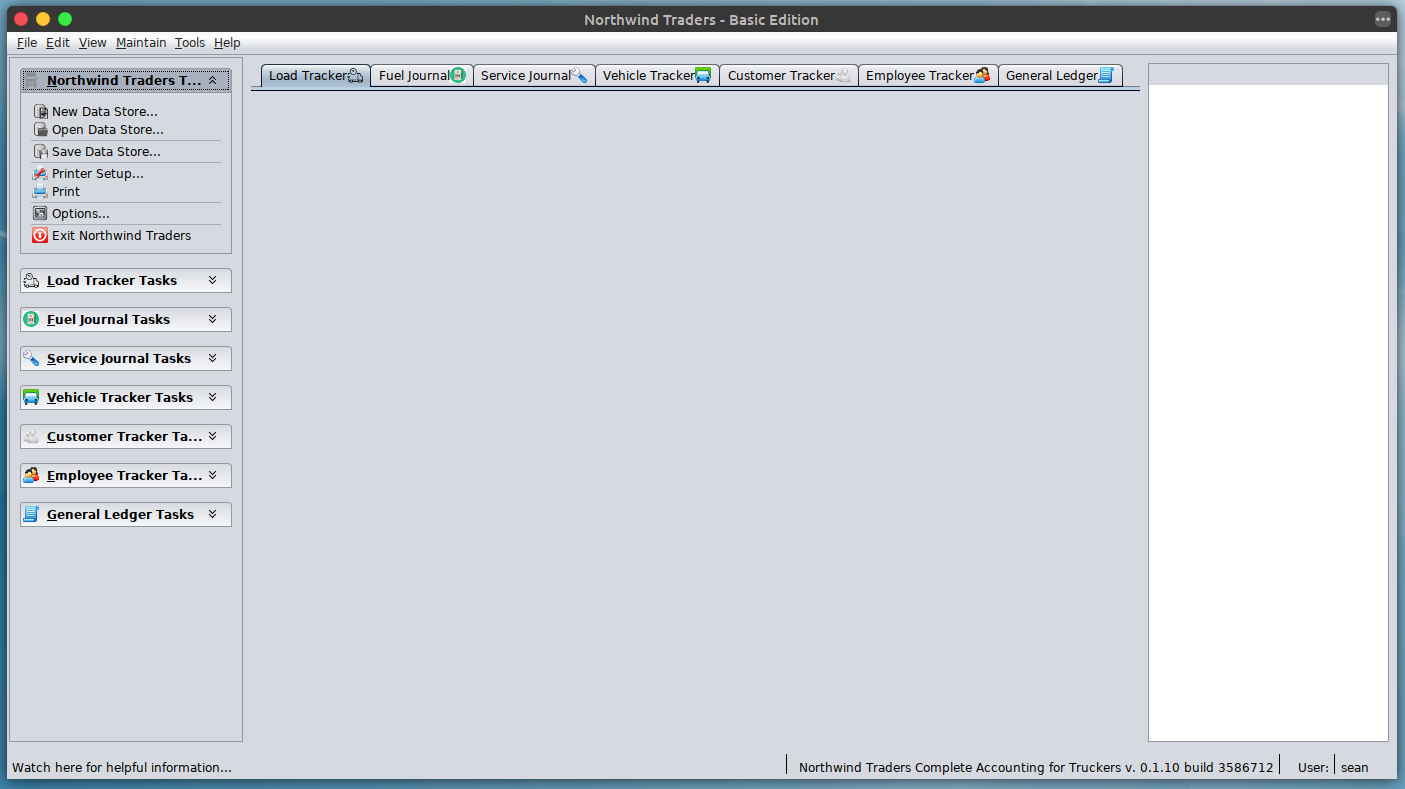 Northwind Traders - Basic Edition
File Edit View Maintain Tools Help
Northwind Traders T...
New Data Store...
Open Data Store...
Save Data Store...
Printer Setup...
Print
Options...
Exit Northwind Traders
Load Tracker Tasks
Fuel Journal Tasks
Service Journal Tasks
Vehicle Tracker Tasks
Customer Tracker Ta...
Employee Tracker Ta...
General Ledger Tasks
Load Tracker Fuel Journal Service Journal Vehicle Tracker Customer Tracker Employee Tracker General Ledger
Watch here for helpful information... Northwind Traders Complete Accounting for Truckers v. 0.1.10 build 3586712 User: sean